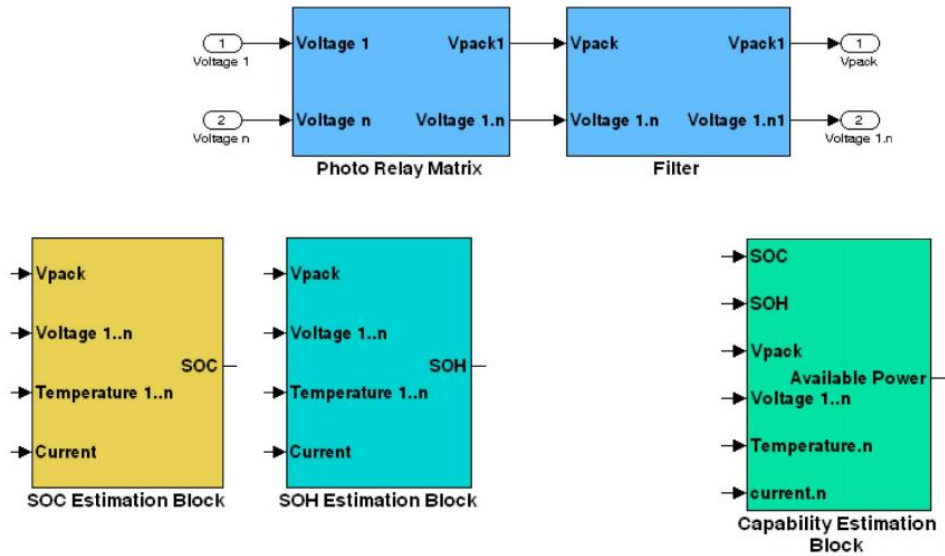 1
Voltage 1
2
Voltage n
Voltage 1
Voltage n
Vpack1
Voltage 1.n
Photo Relay Matrix
Vpack
Voltage 1.n
Vpack1
Voltage 1.n1
Filter
1
Vpack
2
Voltage 1.n
Vpack
Voltage 1..n
Temperature 1..n
Current
SOC
SOC Estimation Block
Vpack
Voltage 1..n
Temperature 1..n
Current
SOH
SOH Estimation Block
SOC
SOH
Vpack
Voltage 1..n
Temperature.n
current.n
Available Power
Capability Estimation
Block